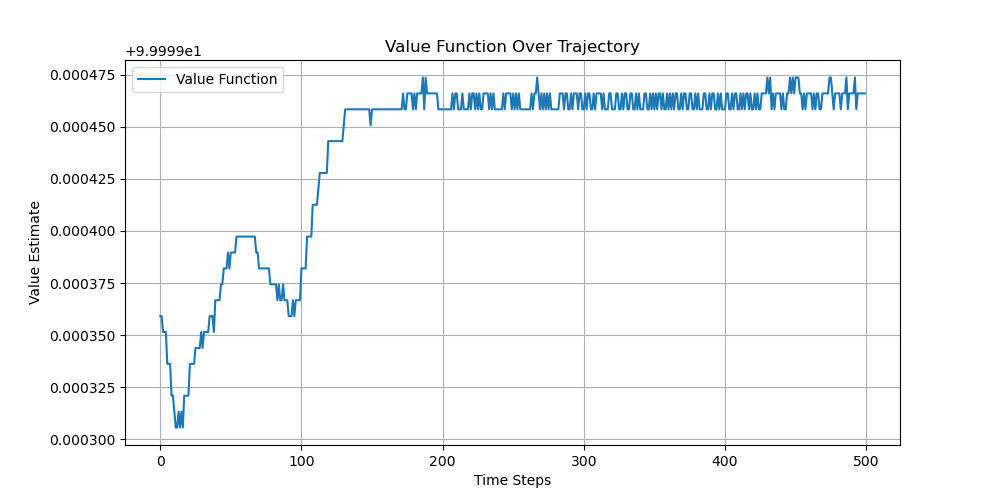 Value Function Over Trajectory
+9.9999e1
Value Function
0.000475
0.000450
0.000425
0.000400
0.000375
0.000350
0.000325
0.000300
Value Estimate
0 100 200 300 400 500
Time Steps